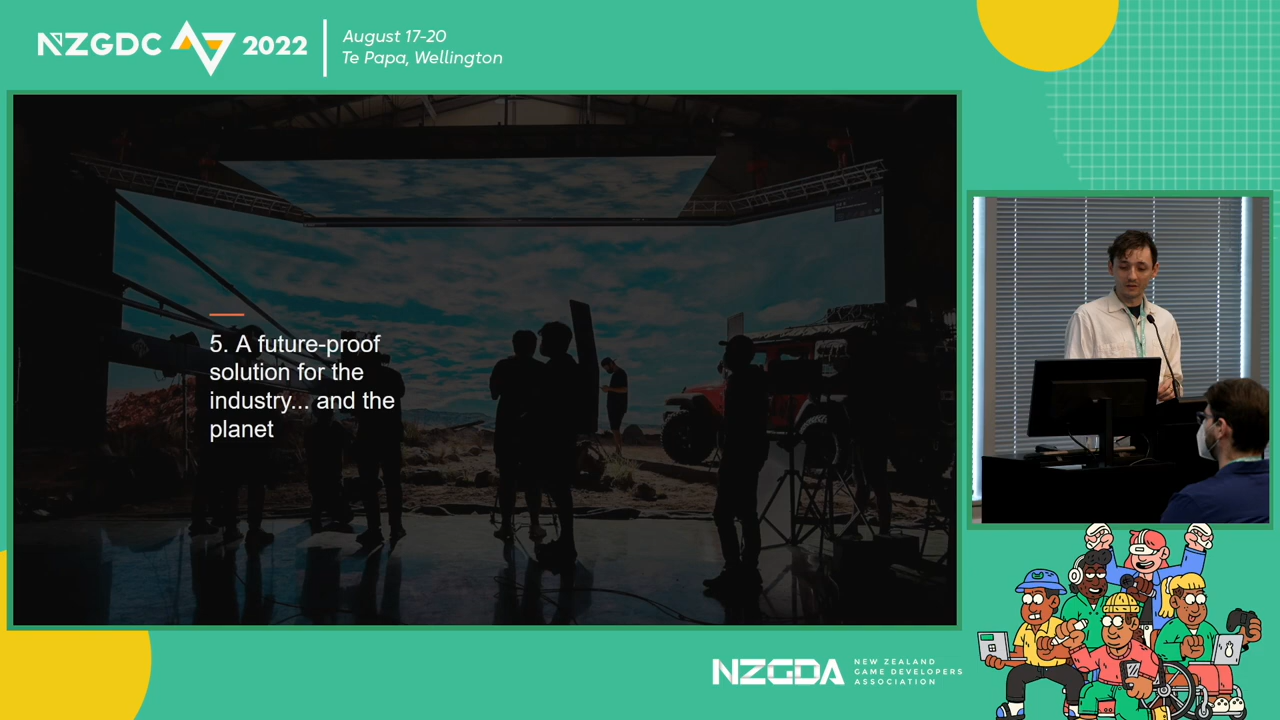 NZGDC
2022
August 17-20
Te Papa, Wellington
5. A future-proof
solution for the
industry... and the
planet
NZGDA
NEW ZEALAND
GAME DEVELOPERS
ASSOCIATION